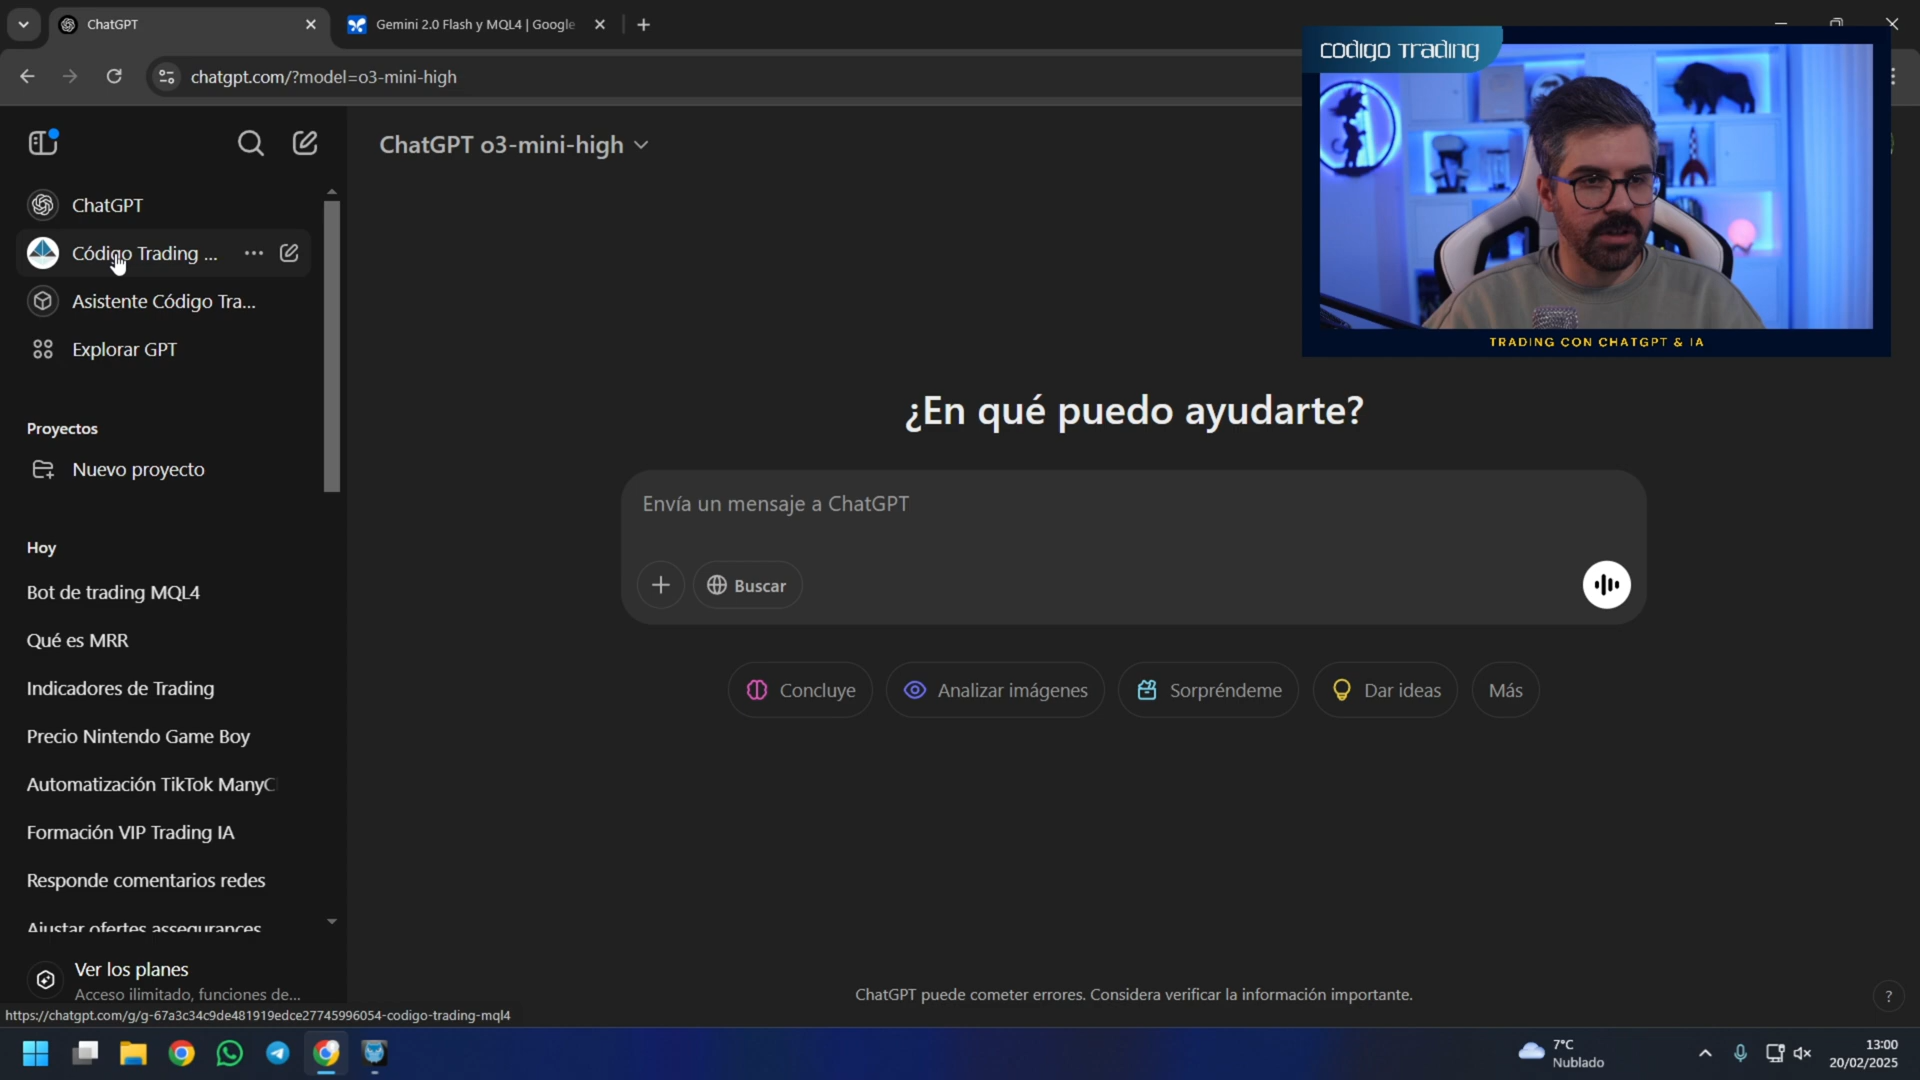 ChatGPT
Gemini 2.0 Flash y MQL4 | Google
chatgpt.com/?model=o3-mini-high
codigo Trading
ChatGPT o3-mini-high
ChatGPT
Código Trading ...
Asistente Código Tra...
Explorar GPT
TRADING CON CHATGPT & IA
Proyectos
Nuevo proyecto
¿En qué puedo ayudarte?
Envía un mensaje a ChatGPT
Buscar
Concluye
Analizar imágenes
Sorpréndeme
Dar ideas
Más
Hoy
Bot de trading MQL4
Qué es MRR
Indicadores de Trading
Precio Nintendo Game Boy
Automatización TikTok ManyC
Formación VIP Trading IA
Responde comentarios redes
Ajustar ofertes assegurances
Ver los planes
Acceso ilimitado, funciones de...
ChatGPT puede cometer errores. Considera verificar la información importante.
?
https://chatgpt.com/g/g-67a3c34c9de481919edce27745996054-codigo-trading-mql4
7°C
Nublado
13:00
20/02/2025